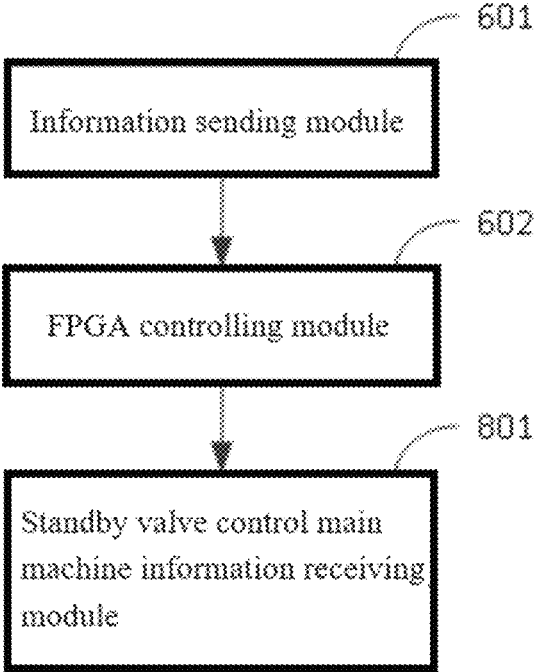 601
Information sending module
602
FPGA controlling module
801
Standby valve control main
machine information receiving
module